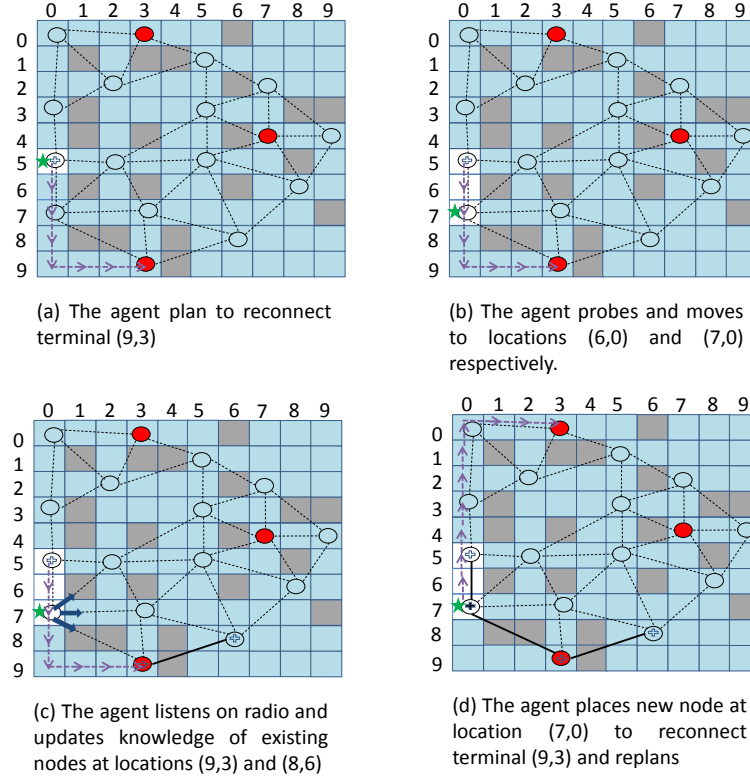 0 1 2 3 4 5 6 7 8 9
0
1
2
3
4
5
6
7
8
9
(a) The agent plan to reconnect
terminal (9,3)
0 1 2 3 4 5 6 7 8 9
0
1
2
3
4
5
6
7
8
9
(b) The agent probes and moves
to locations (6,0) and (7,0)
respectively.
0 1 2 3 4 5 6 7 8 9
0
1
2
3
4
5
6
7
8
9
(c) The agent listens on radio and
updates knowledge of existing
nodes at locations (9,3) and (8,6)
0 1 2 3 4 5 6 7 8 9
0
1
2
3
4
5
6
7
8
9
(d) The agent places new node at
location (7,0) to reconnect
terminal (9,3) and replans